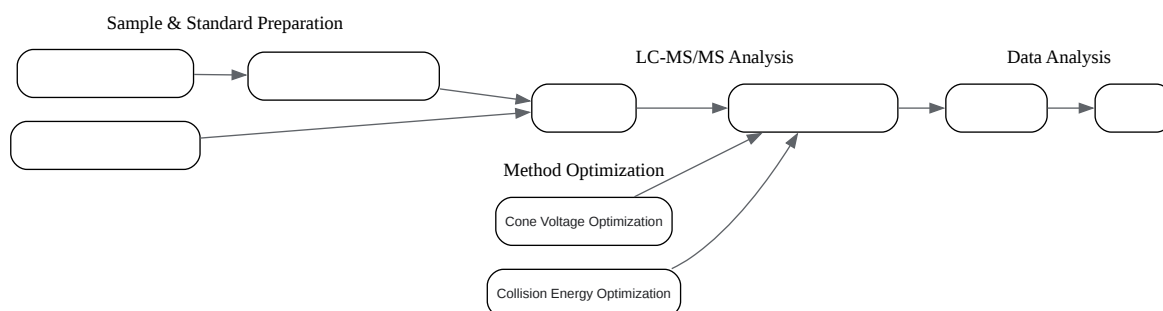 Sample & Standard Preparation
LC-MS/MS Analysis
Data Analysis
Method Optimization
Cone Voltage Optimization
Collision Energy Optimization